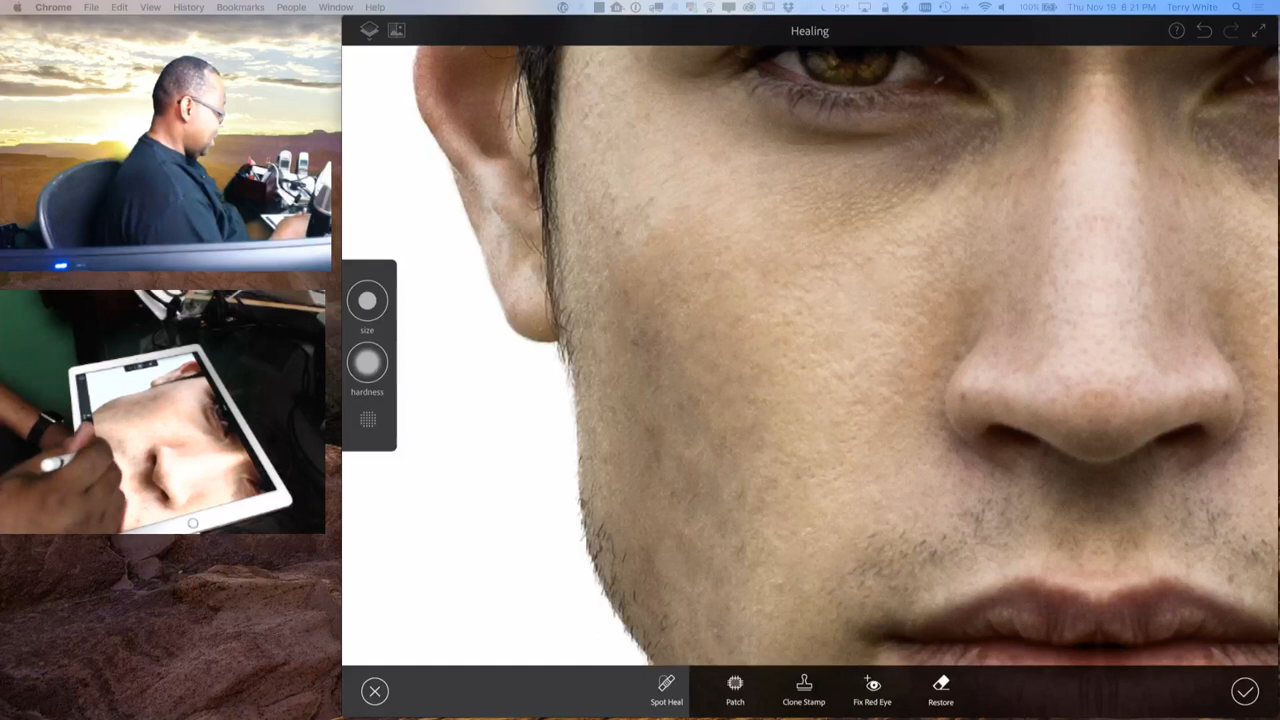 Chrome File Edit View History Bookmarks People Window Help 59° 100% Thu Nov 19 8:21 PM Terry White
Healing
size
hardness
Spot Heal Patch Clone Stamp Fix Red Eye Restore